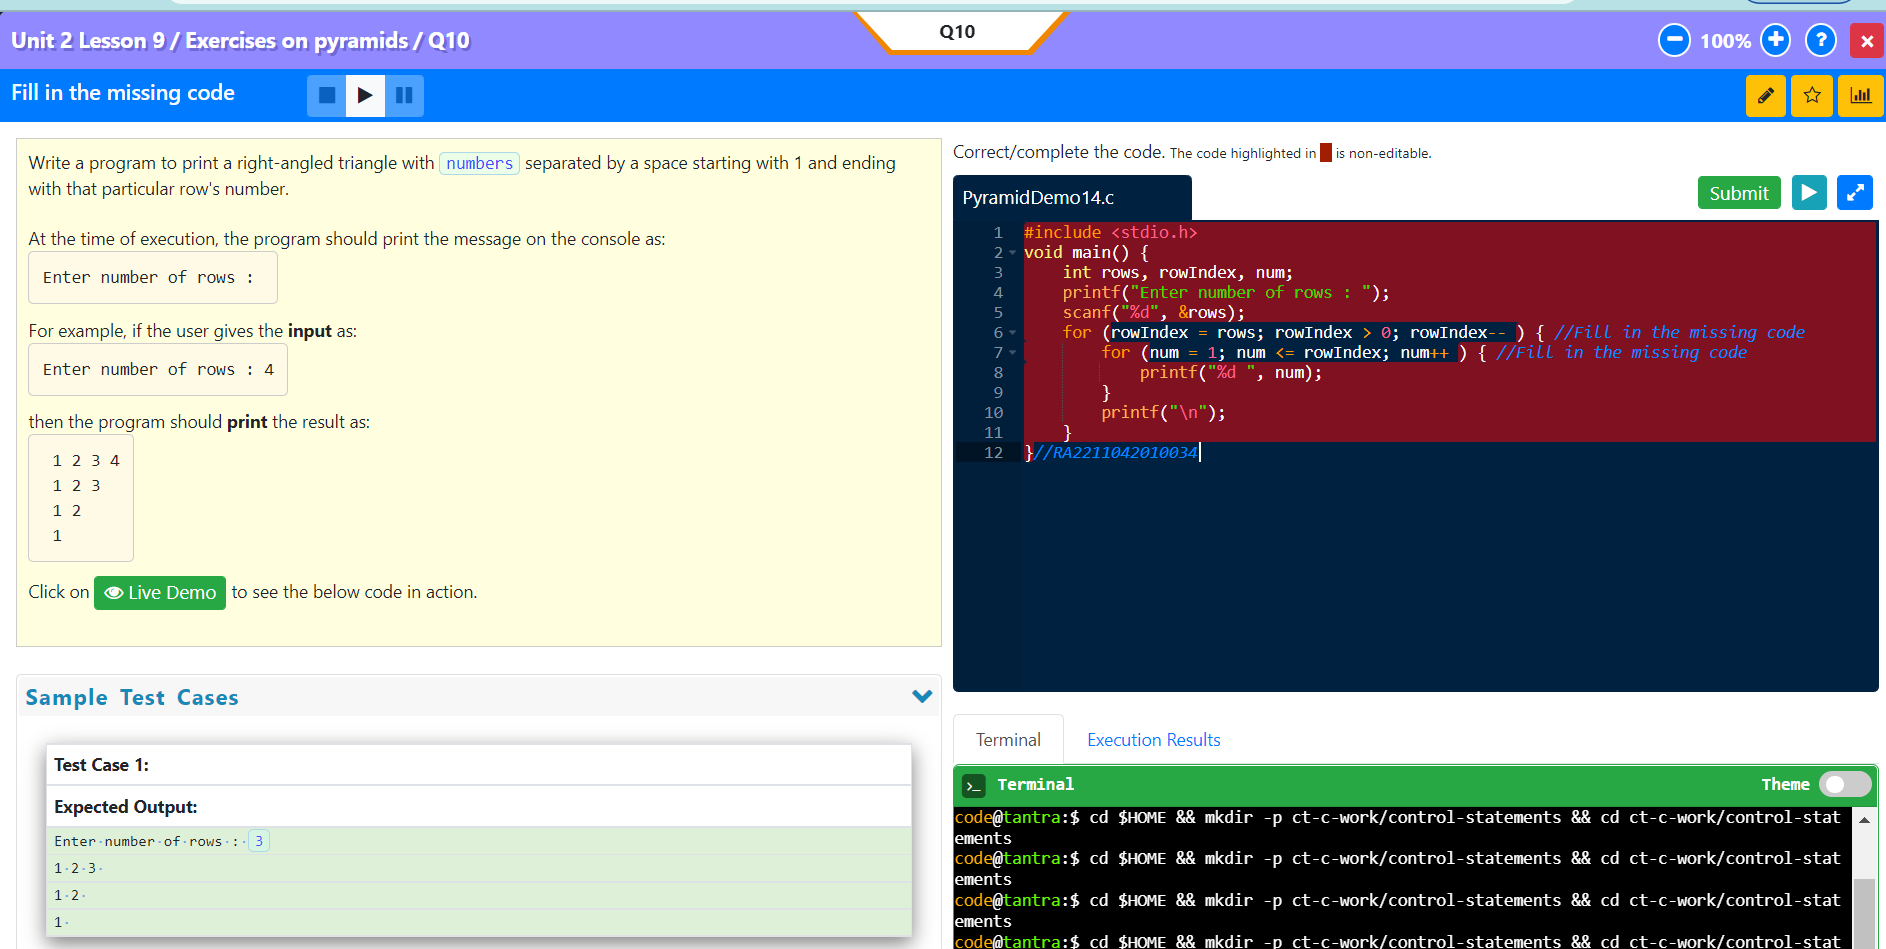 Unit 2 Lesson 9 / Exercises on pyramids / Q10
Q10
100%
?
Fill in the missing code
Write a program to print a right-angled triangle with numbers separated by a space starting with 1 and ending
with that particular row's number.
At the time of execution, the program should print the message on the console as:
Enter number of rows :
For example, if the user gives the input as:
Enter number of rows : 4
then the program should print the result as:
1 2 3 4
1 2 3
1 2
1
Click on Live Demo to see the below code in action.
Sample Test Cases
Test Case 1:
Expected Output:
Enter·number·of·rows·:·3
1·2·3·
1·2·
1·
Correct/complete the code. The code highlighted in is non-editable.
PyramidDemo14.c
Submit
1 #include <stdio.h>
2 void main() {
3 int rows, rowIndex, num;
4 printf("Enter number of rows : ");
5 scanf("%d", &rows);
6 for (rowIndex = rows; rowIndex > 0; rowIndex-- ) { //Fill in the missing code
7 for (num = 1; num <= rowIndex; num++ ) { //Fill in the missing code
8 printf("%d ", num);
9 }
10 printf("\n");
11 }
12 }//RA2211042010034
Terminal
Execution Results
>_ Terminal
Theme
code@tantra:$ cd $HOME && mkdir -p ct-c-work/control-statements && cd ct-c-work/control-stat
ements
code@tantra:$ cd $HOME && mkdir -p ct-c-work/control-statements && cd ct-c-work/control-stat
ements
code@tantra:$ cd $HOME && mkdir -p ct-c-work/control-statements && cd ct-c-work/control-stat
ements
code@tantra:$ cd $HOME && mkdir -p ct-c-work/control-statements && cd ct-c-work/control-stat